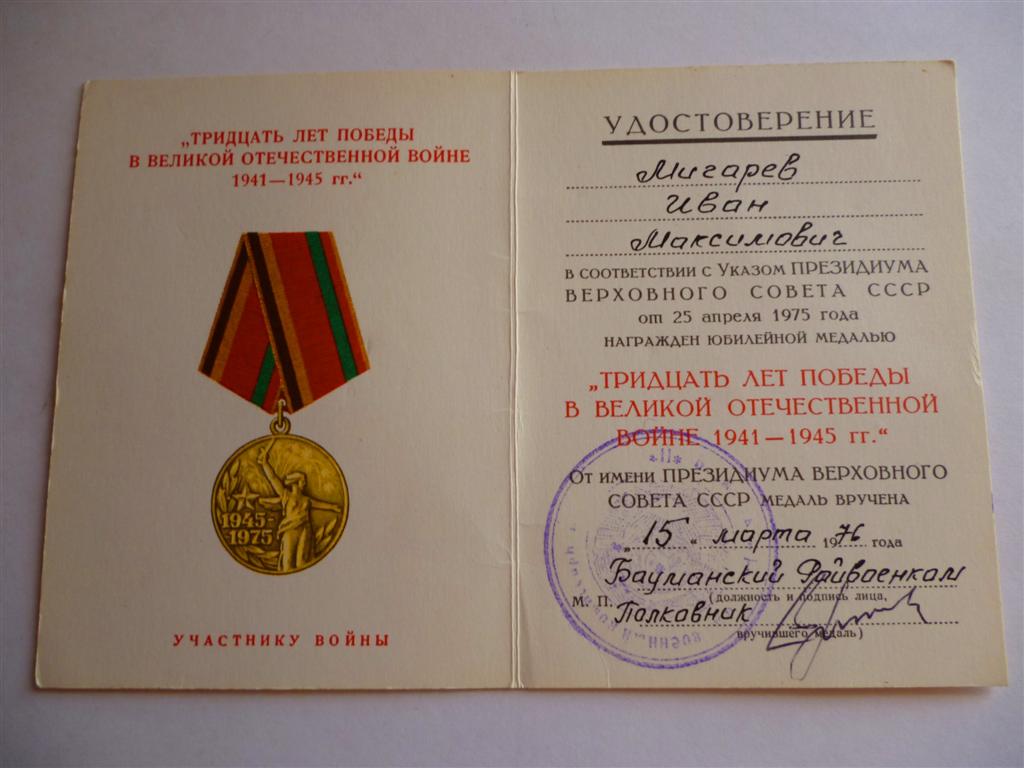 „ТРИДЦАТЬ ЛЕТ ПОБЕДЫ
В ВЕЛИКОЙ ОТЕЧЕСТВЕННОЙ ВОЙНЕ
1941—1945 гг.“
1945-
-1975
УЧАСТНИКУ ВОЙНЫ
УДОСТОВЕРЕНИЕ
Мигарев
Иван
Максимович
В СООТВЕТСТВИИ С УКАЗОМ ПРЕЗИДИУМА
ВЕРХОВНОГО СОВЕТА СССР
от 25 апреля 1975 года
НАГРАЖДЕН ЮБИЛЕЙНОЙ МЕДАЛЬЮ
„ТРИДЦАТЬ ЛЕТ ПОБЕДЫ
В ВЕЛИКОЙ ОТЕЧЕСТВЕННОЙ
ВОЙНЕ 1941—1945 гг.“
ОТ ИМЕНИ ПРЕЗИДИУМА ВЕРХОВНОГО
СОВЕТА СССР МЕДАЛЬ ВРУЧЕНА
„15“ марта 1976 года
Бауманский Райвоенком
М. П. (должность и подпись лица,
Полковник
вручившего медаль)